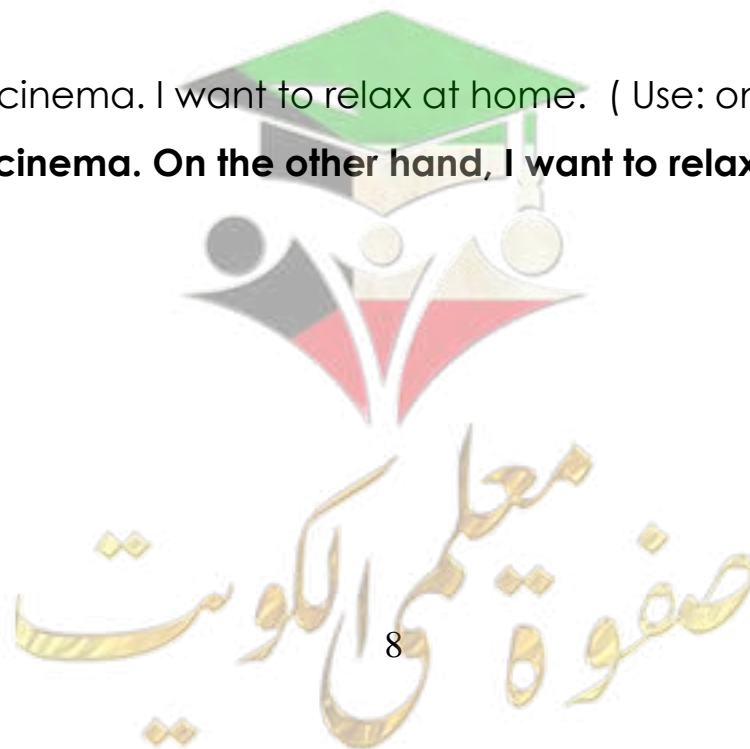 cinema. I want to relax at home. ( Use: or
cinema. On the other hand, I want to relax
صفوة معلمي الكويت
8